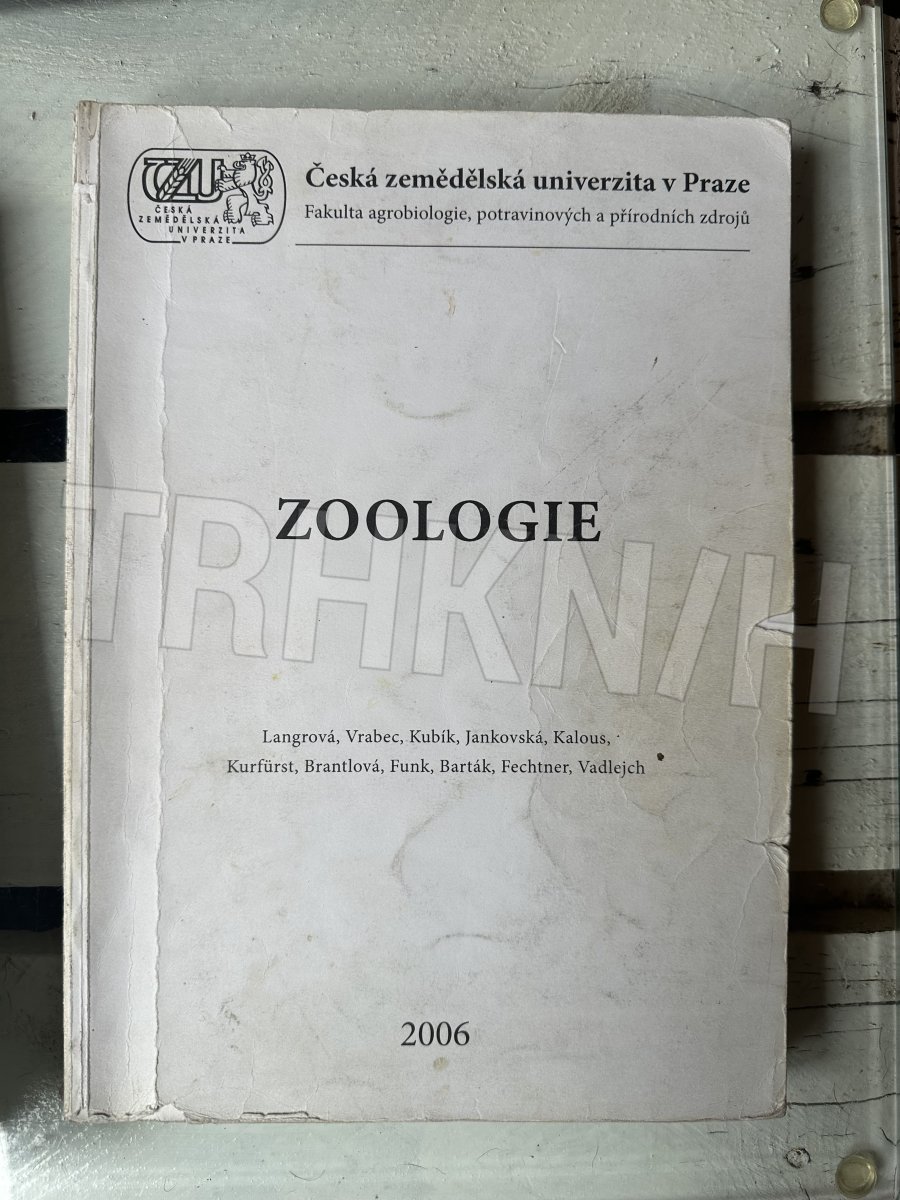 ČZU
ČESKÁ
ZEMĚDĚLSKÁ
UNIVERZITA
V PRAZE
Česká zemědělská univerzita v Praze
Fakulta agrobiologie, potravinových a přírodních zdrojů
ZOOLOGIE
TRHKNIH
Langrová, Vrabec, Kubík, Jankovská, Kalous,
Kurfürst, Brantlová, Funk, Barták, Fechtner, Vadlejch
2006